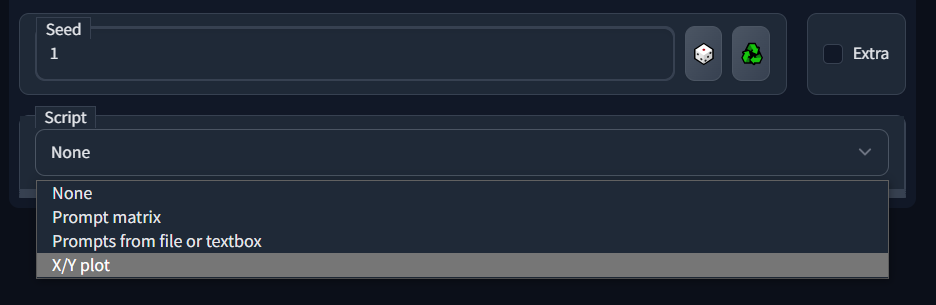 Seed
1
Extra
Script
None
None
Prompt matrix
Prompts from file or textbox
X/Y plot